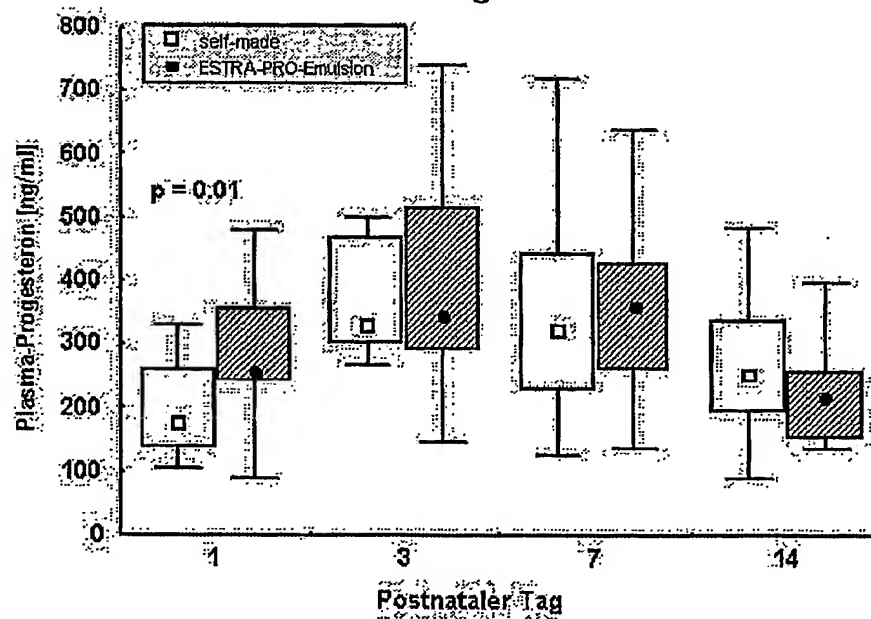 800
700
600
500
400
300
200
100
0
self-made
ESTRA-PRO-Emulsion
p = 0.01
Plasma-Progesteron [ng/ml]
1 3 7 14
Postnataler Tag